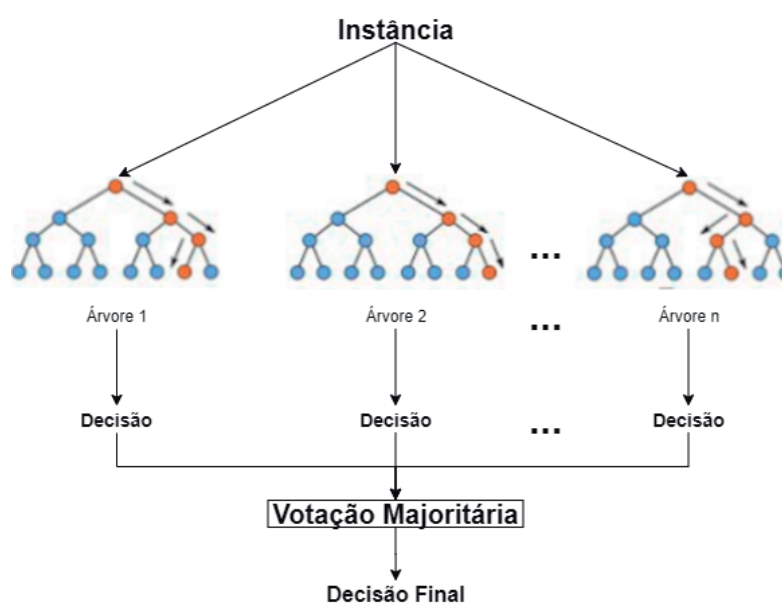 Instância
...
Árvore 1
Árvore 2
...
Árvore n
Decisão
Decisão
...
Decisão
Votação Majoritária
Decisão Final